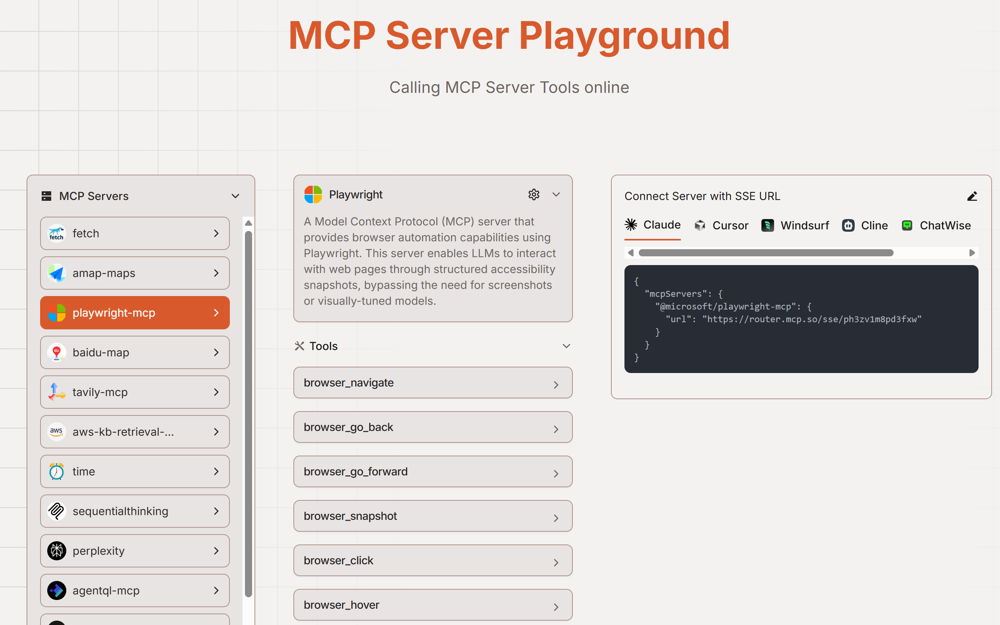 MCP Server Playground
Calling MCP Server Tools online
MCP Servers
fetch
fetch
amap-maps
playwright-mcp
du
baidu-map
tavily-mcp
aws
aws-kb-retrieval-...
time
sequentialthinking
perplexity
agentql-mcp
Playwright
A Model Context Protocol (MCP) server that
provides browser automation capabilities using
Playwright. This server enables LLMs to interact
with web pages through structured accessibility
snapshots, bypassing the need for screenshots
or visually-tuned models.
Tools
browser_navigate
browser_go_back
browser_go_forward
browser_snapshot
browser_click
browser_hover
Connect Server with SSE URL
Claude Cursor Windsurf Cline ChatWise
{
"mcpServers": {
"@microsoft/playwright-mcp": {
"url": "https://router.mcp.so/sse/ph3zv1m8pd3fxw"
}
}
}